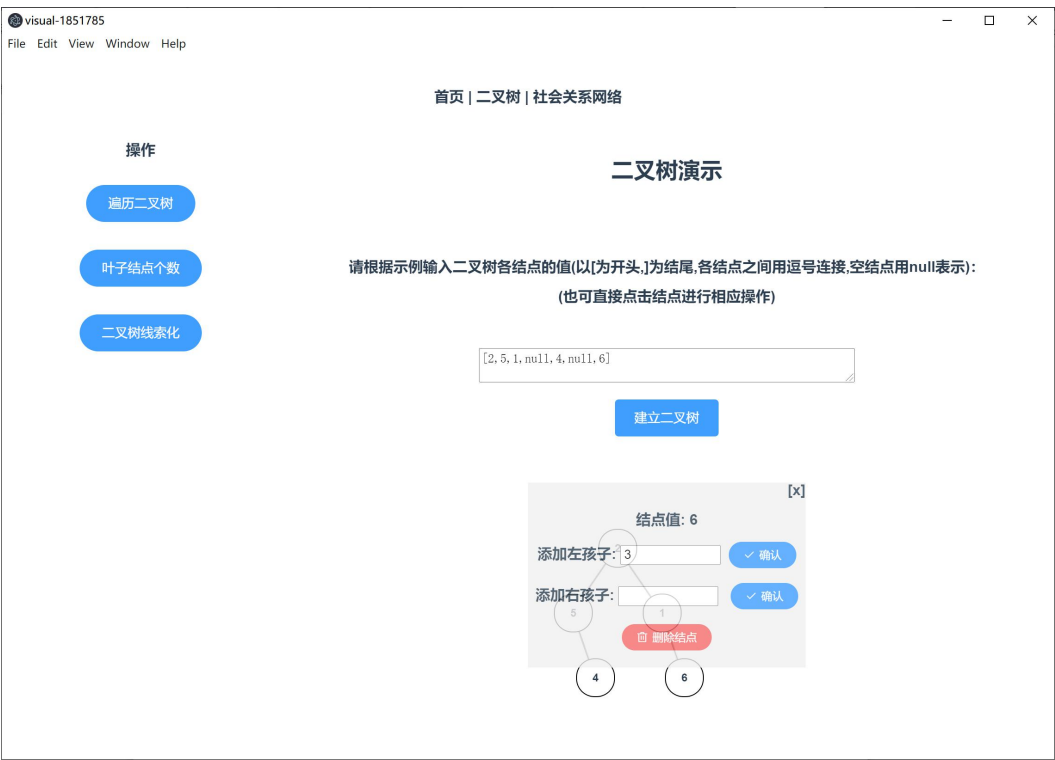 visual-1851785
File Edit View Window Help
首页 | 二叉树 | 社会关系网络
操作
二叉树演示
遍历二叉树
叶子结点个数
请根据示例输入二叉树各结点的值(以[为开头,]为结尾,各结点之间用逗号连接,空结点用null表示):
(也可直接点击结点进行相应操作)
二叉树线索化
[2,5,1,null,4,null,6]
建立二叉树
[x]
结点值: 6
2
添加左孩子: 3 确认
添加右孩子: 确认
5 1
删除结点
4 6